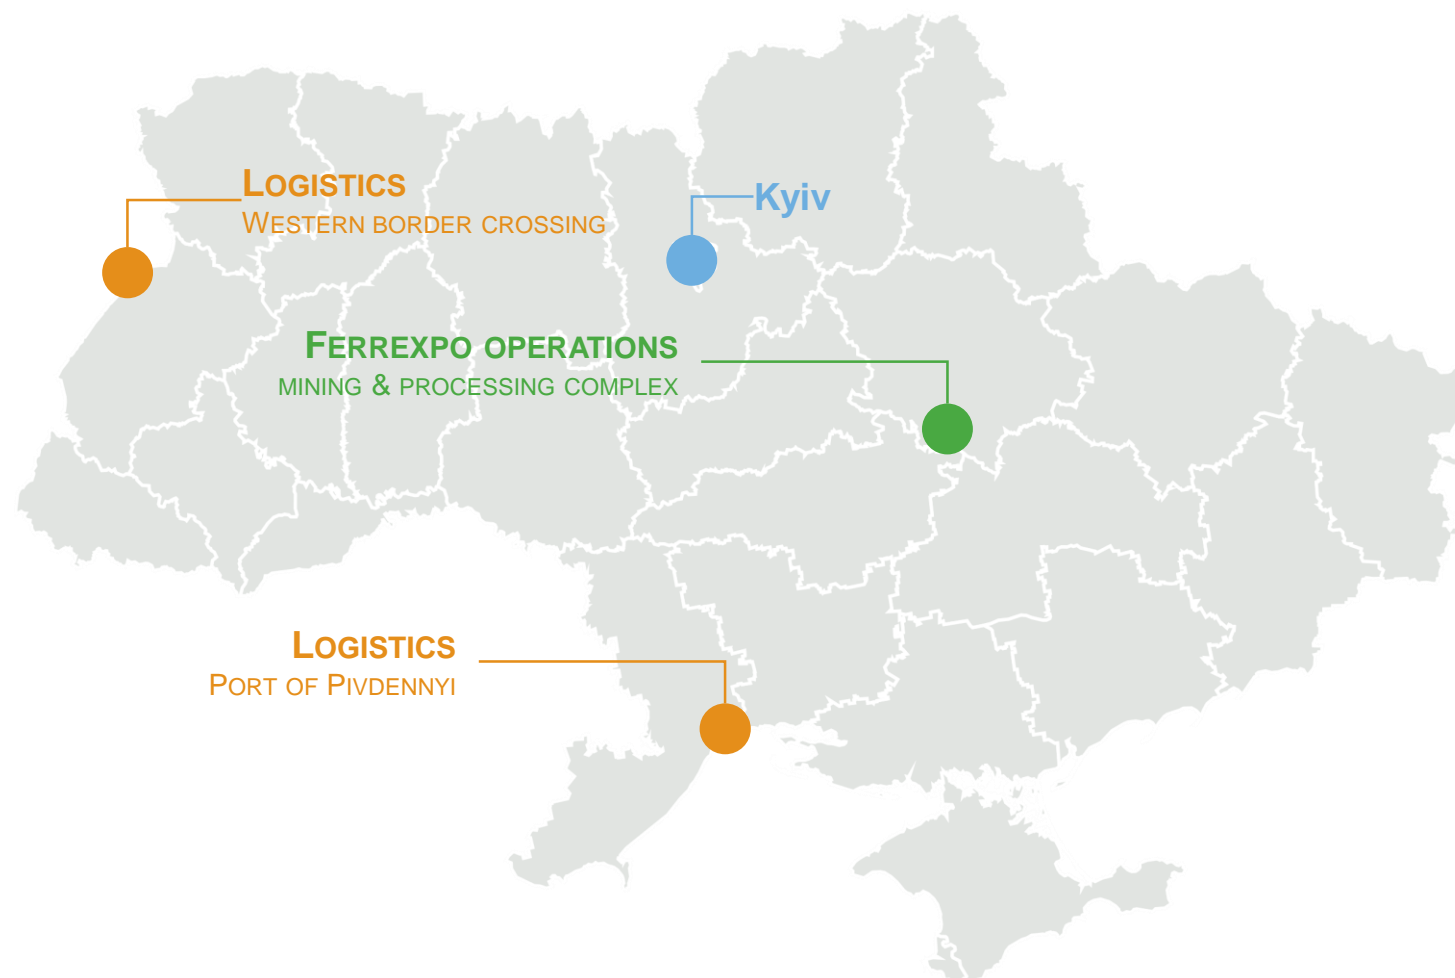 LOGISTICS
WESTERN BORDER CROSSING
Kyiv
FERREXPO OPERATIONS
MINING & PROCESSING COMPLEX
LOGISTICS
PORT OF PIVDENNYI